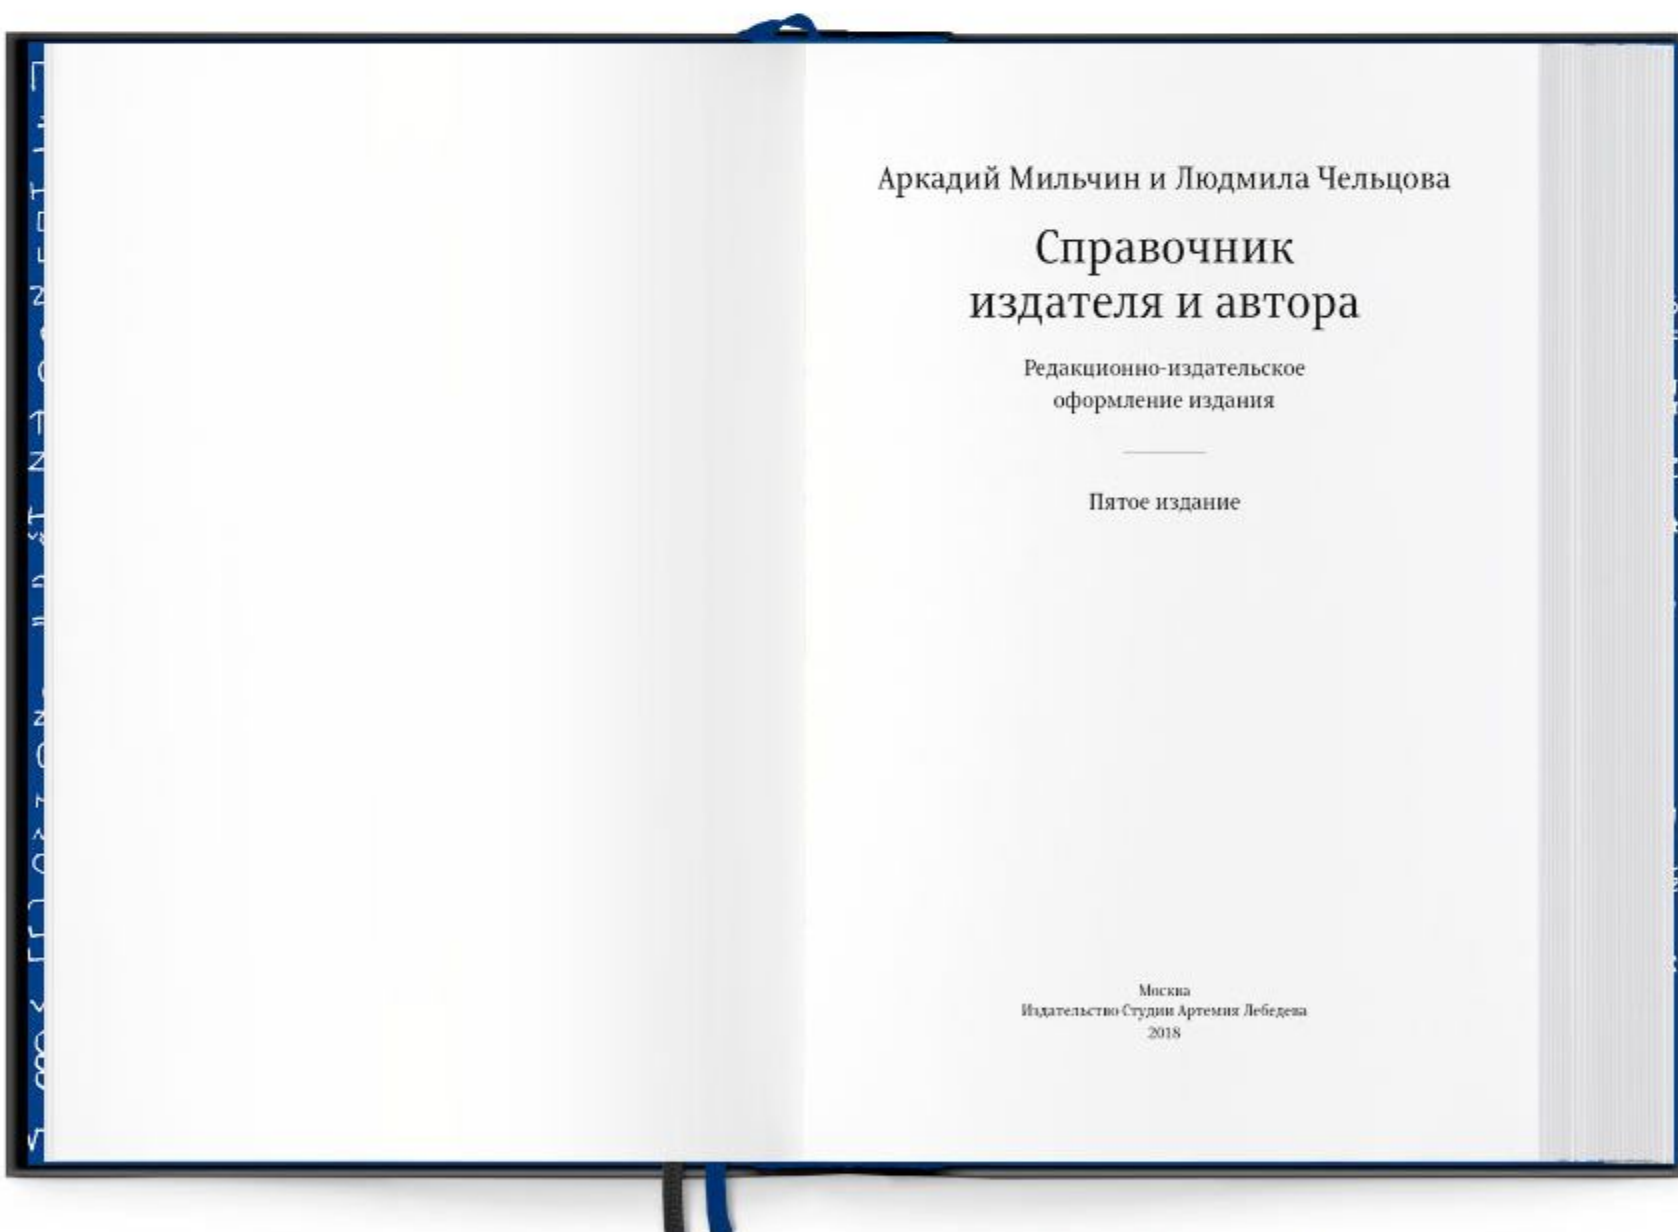 Аркадий Мильчин и Людмила Чельцова
Справочник
издателя и автора
Редакционно-издательское
оформление издания
Пятое издание
Москва
Издательство Студии Артемия Лебедева
2018